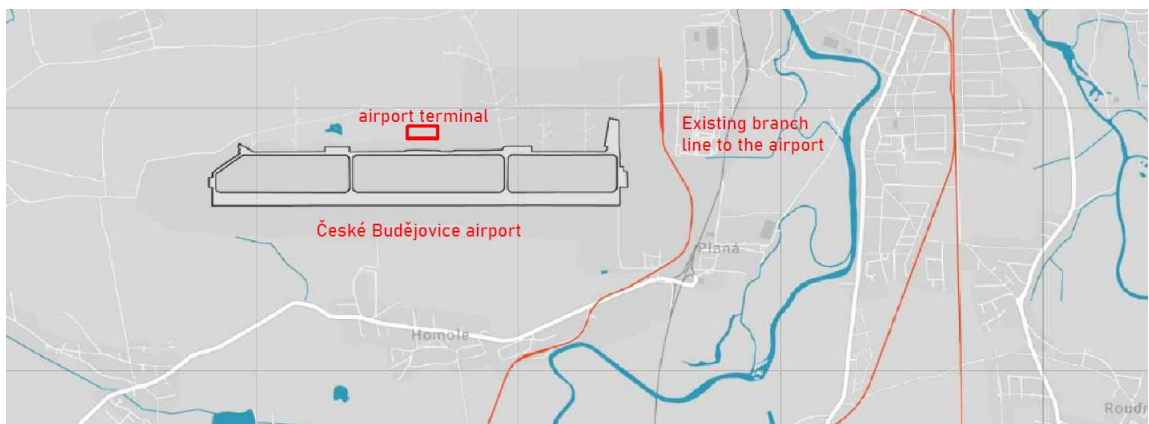 airport terminal
Existing branch
line to the airport
České Budějovice airport
Planá
Homole
Roudn